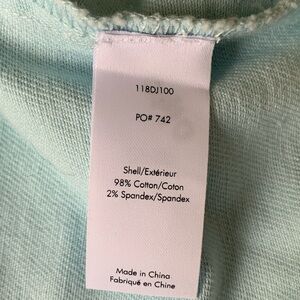 118DJ100
PO# 742
Shell/Extérieur
98% Cotton/Coton
2% Spandex/Spandex
Made in China
Fabriqué en Chine